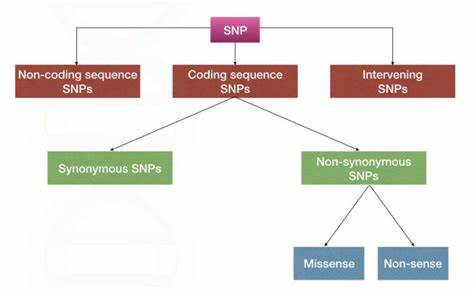 SNP
Non-coding sequence
SNPs
Coding sequence
SNPs
Intervening
SNPs
Synonymous SNPs
Non-synonymous
SNPs
Missense
Non-sense